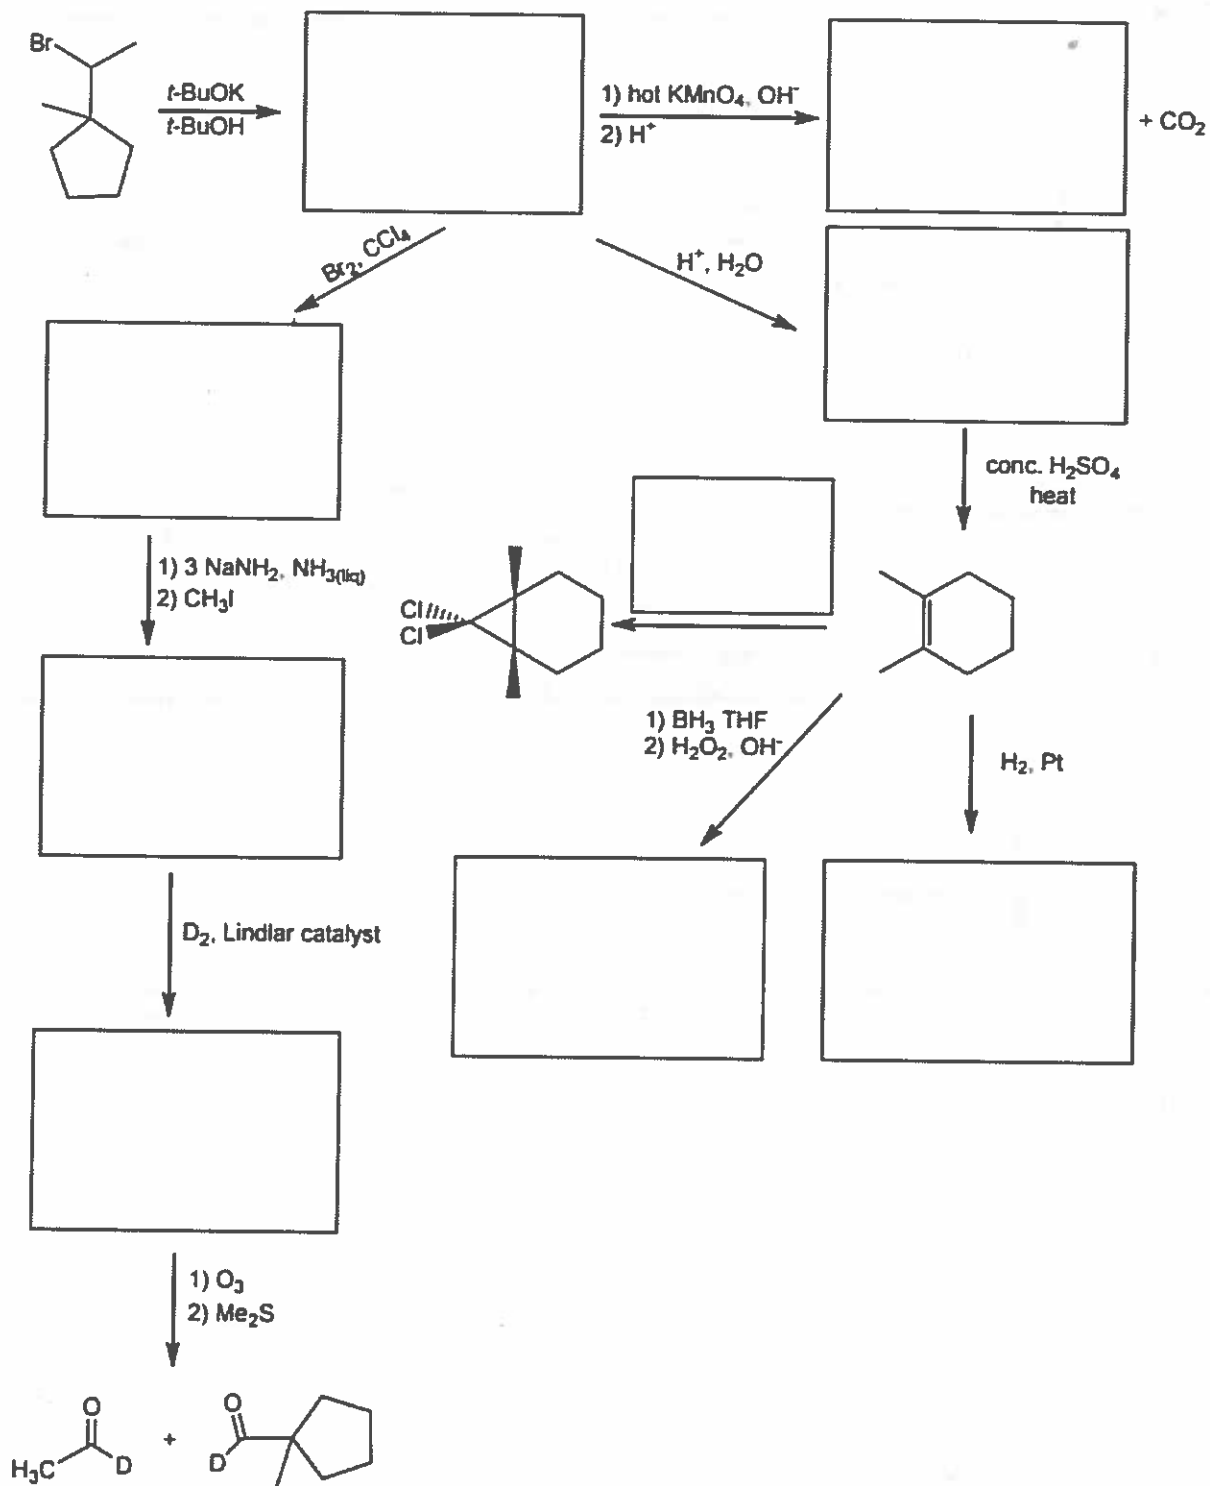 Br
t-BuOK
t-BuOH
1) hot KMnO₄, OH⁻
2) H⁺
+ CO₂
Br₂, CCl₄
H⁺, H₂O
conc. H₂SO₄
heat
1) 3 NaNH₂, NH₃(liq)
2) CH₃I
Cl
Cl
1) BH₃ THF
2) H₂O₂, OH⁻
H₂, Pt
D₂, Lindlar catalyst
1) O₃
2) Me₂S
O
H₃C
D
+
O
D